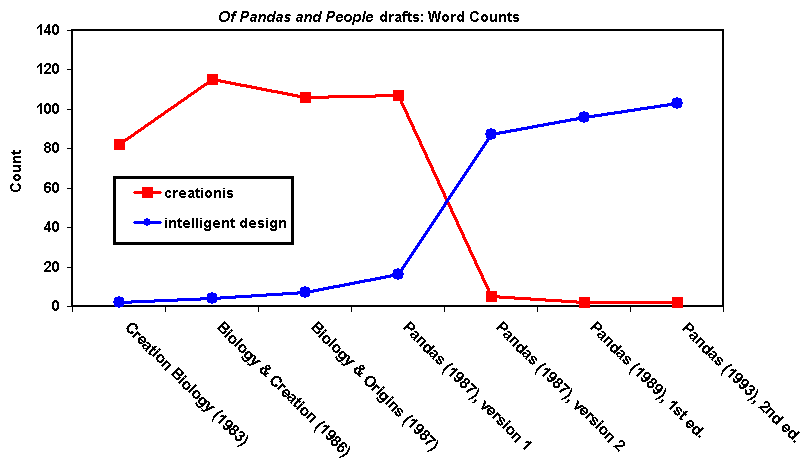 Of Pandas and People drafts: Word Counts
140
120
100
80
60
40
20
0
Count
creationis
intelligent design
Creation Biology (1983)
Biology & Creation (1986)
Biology & Origins (1987)
Pandas (1987), version 1
Pandas (1987), version 2
Pandas (1989), 1st ed.
Pandas (1993), 2nd ed.